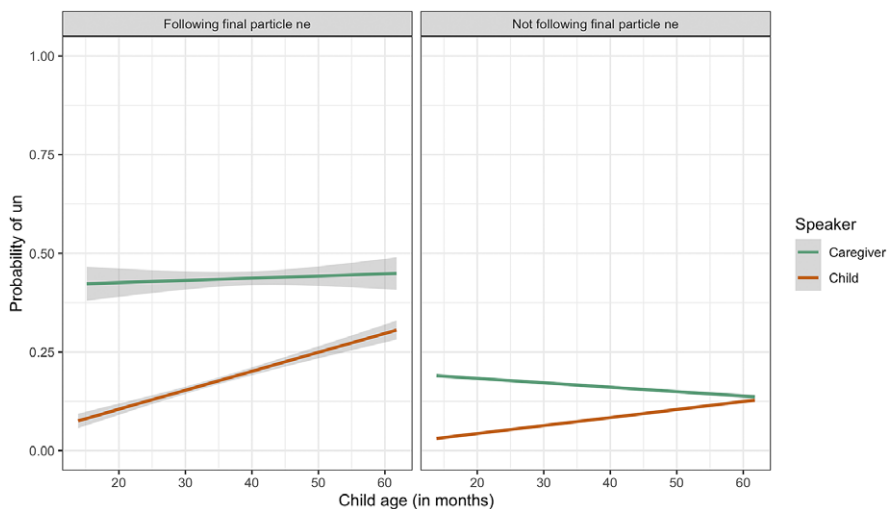 Following final particle ne
Not following final particle ne
1.00
0.75
0.50
0.25
0.00
Probability of un
20 30 40 50 60
20 30 40 50 60
Child age (in months)
Speaker
Caregiver
Child